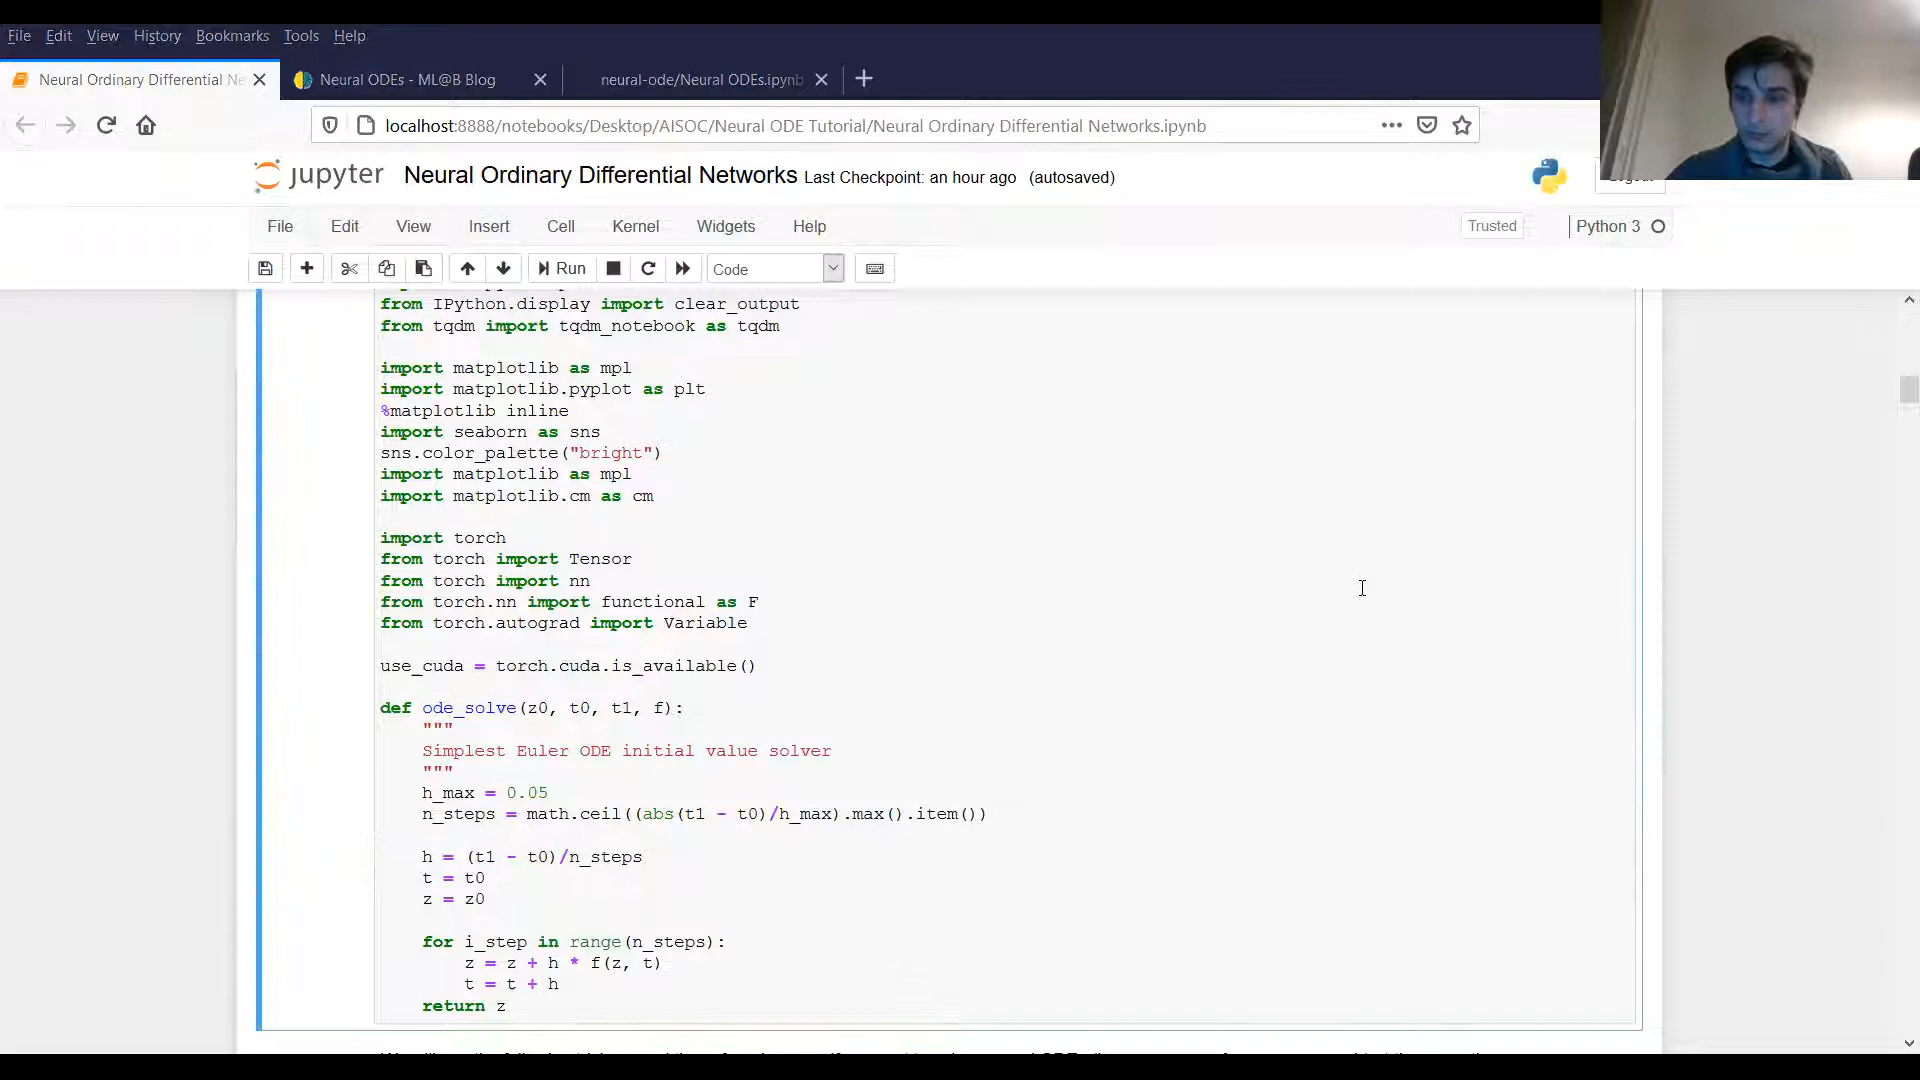 File Edit View History Bookmarks Tools Help
Neural Ordinary Differential Ne
Neural ODEs - ML@B Blog
neural-ode/Neural ODEs.ipynb
localhost:8888/notebooks/Desktop/AISOC/Neural ODE Tutorial/Neural Ordinary Differential Networks.ipynb
jupyter Neural Ordinary Differential Networks Last Checkpoint: an hour ago (autosaved)
File Edit View Insert Cell Kernel Widgets Help Trusted Python 3
Run Code
from IPython.display import clear_output
from tqdm import tqdm_notebook as tqdm
import matplotlib as mpl
import matplotlib.pyplot as plt
%matplotlib inline
import seaborn as sns
sns.color_palette("bright")
import matplotlib as mpl
import matplotlib.cm as cm
import torch
from torch import Tensor
from torch import nn
from torch.nn import functional as F
from torch.autograd import Variable
use_cuda = torch.cuda.is_available()
def ode_solve(z0, t0, t1, f):
"""
Simplest Euler ODE initial value solver
"""
h_max = 0.05
n_steps = math.ceil((abs(t1 - t0)/h_max).max().item())
h = (t1 - t0)/n_steps
t = t0
z = z0
for i_step in range(n_steps):
z = z + h * f(z, t)
t = t + h
return z